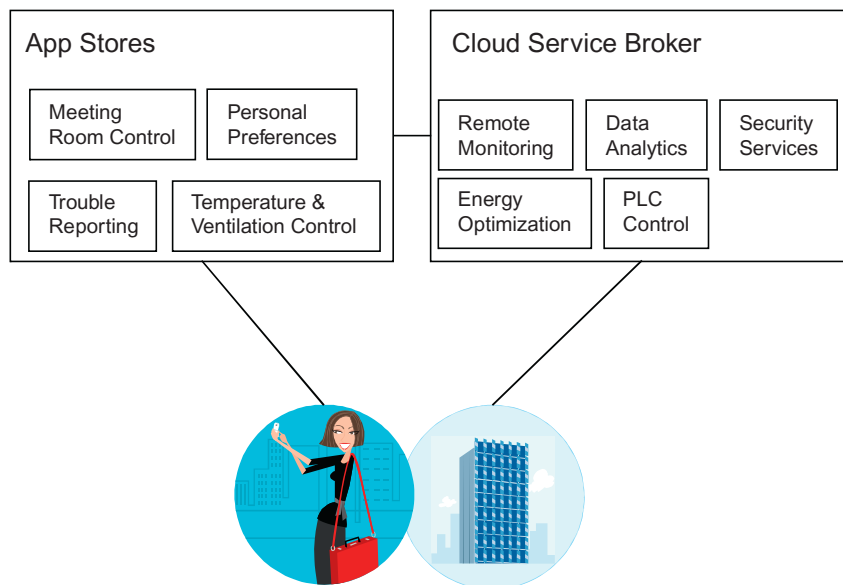 App Stores
Meeting
Room Control
Personal
Preferences
Trouble
Reporting
Temperature &
Ventilation Control
Cloud Service Broker
Remote
Monitoring
Data
Analytics
Security
Services
Energy
Optimization
PLC
Control